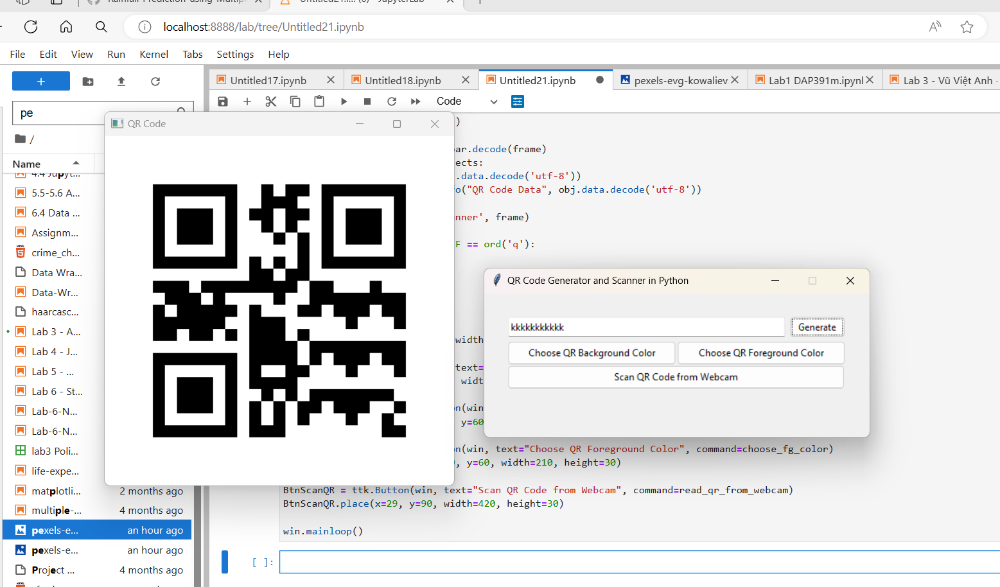 localhost:8888/lab/tree/Untitled21.ipynb
File Edit View Run Kernel Tabs Settings Help
Untitled17.ipynb
Untitled18.ipynb
Untitled21.ipynb
pexels-evg-kowaliev
Lab1 DAP391m.ipynl
Lab 3 - Vũ Việt Anh -
Code
pe
/
Name
5.5-5.6 A...
6.4 Data ...
Assignm...
crime_ch...
Data Wra...
Data-Wr...
haarcasc...
Lab 3 - A...
Lab 4 - J...
Lab 5 - ...
Lab 6 - St...
Lab-6-N...
Lab-6-N...
lab3 Poli...
life-expe...
matplotli... 2 months ago
multiple-... 4 months ago
pexels-e... an hour ago
pexels-e... an hour ago
Project ... 4 months ago
QR Code
)
ar.decode(frame)
ects:
.data.decode('utf-8'))
o("QR Code Data", obj.data.decode('utf-8'))
nner', frame)
F == ord('q'):
width
text=
widt
n(win
y=60
n(win, text="Choose QR Foreground Color", command=choose_fg_color)
, y=60, width=210, height=30)
BtnScanQR = ttk.Button(win, text="Scan QR Code from Webcam", command=read_qr_from_webcam)
BtnScanQR.place(x=29, y=90, width=420, height=30)
win.mainloop()
[ ]:
QR Code Generator and Scanner in Python
kkkkkkkkkkk
Generate
Choose QR Background Color
Choose QR Foreground Color
Scan QR Code from Webcam